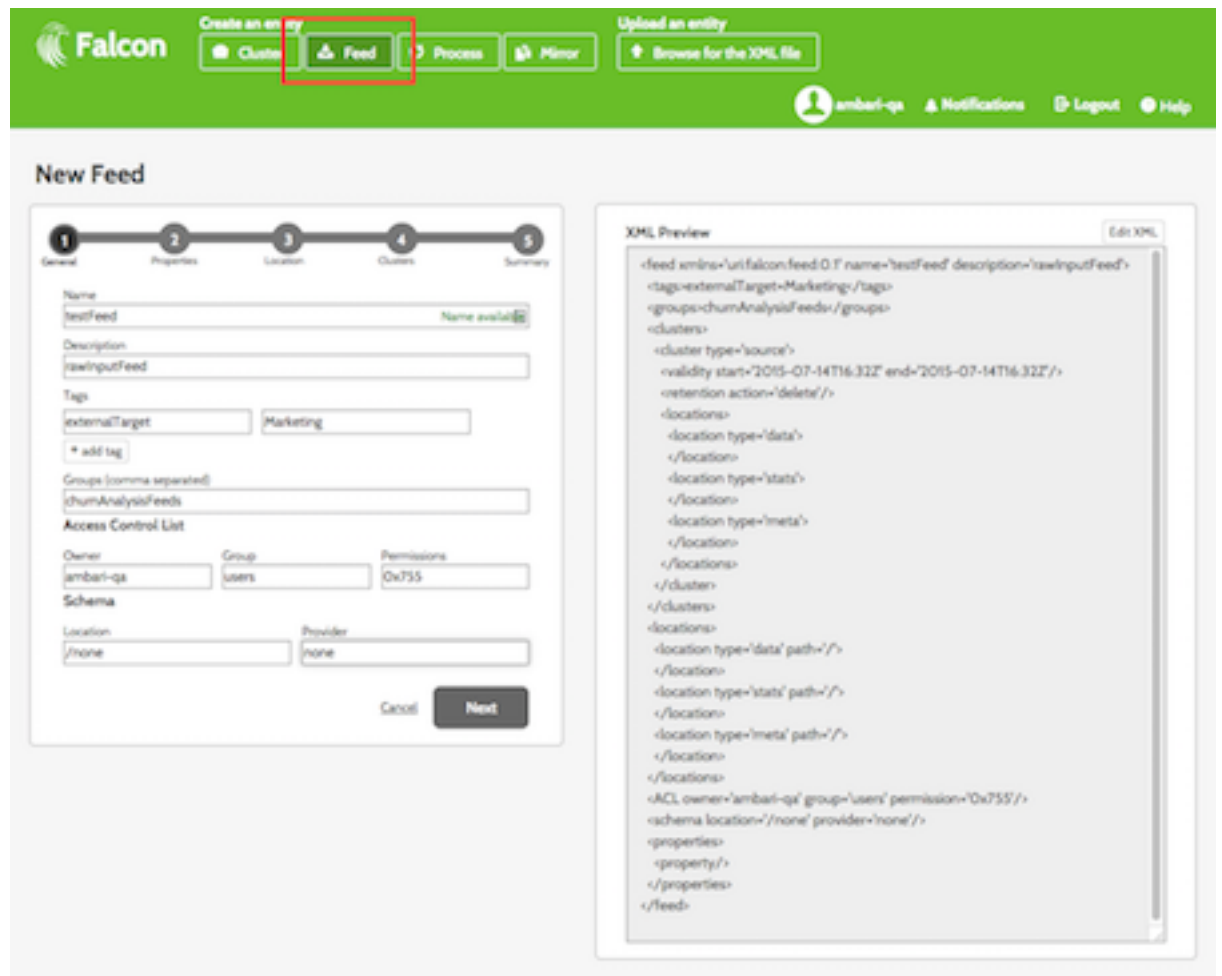 Falcon
Create an entity
Cluster
Feed
Process
Mirror
Upload an entity
Browse for the XML file
ambari-qa
Notifications
Logout
Help
New Feed
1
2
3
4
5
General
Properties
Location
Clusters
Summary
Name
testFeed
Name available
Description
rawInputFeed
Tags
externalTarget
Marketing
+ add tag
Groups (comma separated)
churnAnalysisFeeds
Access Control List
Owner
Group
Permissions
ambari-qa
users
0x755
Schema
Location
Provider
/none
none
Cancel
Next
XML Preview
Edit XML
<feed xmlns='uri:falcon:feed:0.1' name='testFeed' description='rawInputFeed'>
<tags>externalTarget=Marketing</tags>
<groups>churnAnalysisFeeds</groups>
<clusters>
<cluster type='source'>
<validity start='2015-07-14T16:32Z' end='2015-07-14T16:32Z'/>
<retention action='delete'/>
<locations>
<location type='data'>
</location>
<location type='stats'>
</location>
<location type='meta'>
</location>
</locations>
</cluster>
</clusters>
<locations>
<location type='data' path='/'>
</location>
<location type='stats' path='/'>
</location>
<location type='meta' path='/'>
</location>
</locations>
<ACL owner='ambari-qa' group='users' permission='0x755'/>
<schema location='/none' provider='none'/>
<properties>
<property/>
</properties>
</feed>